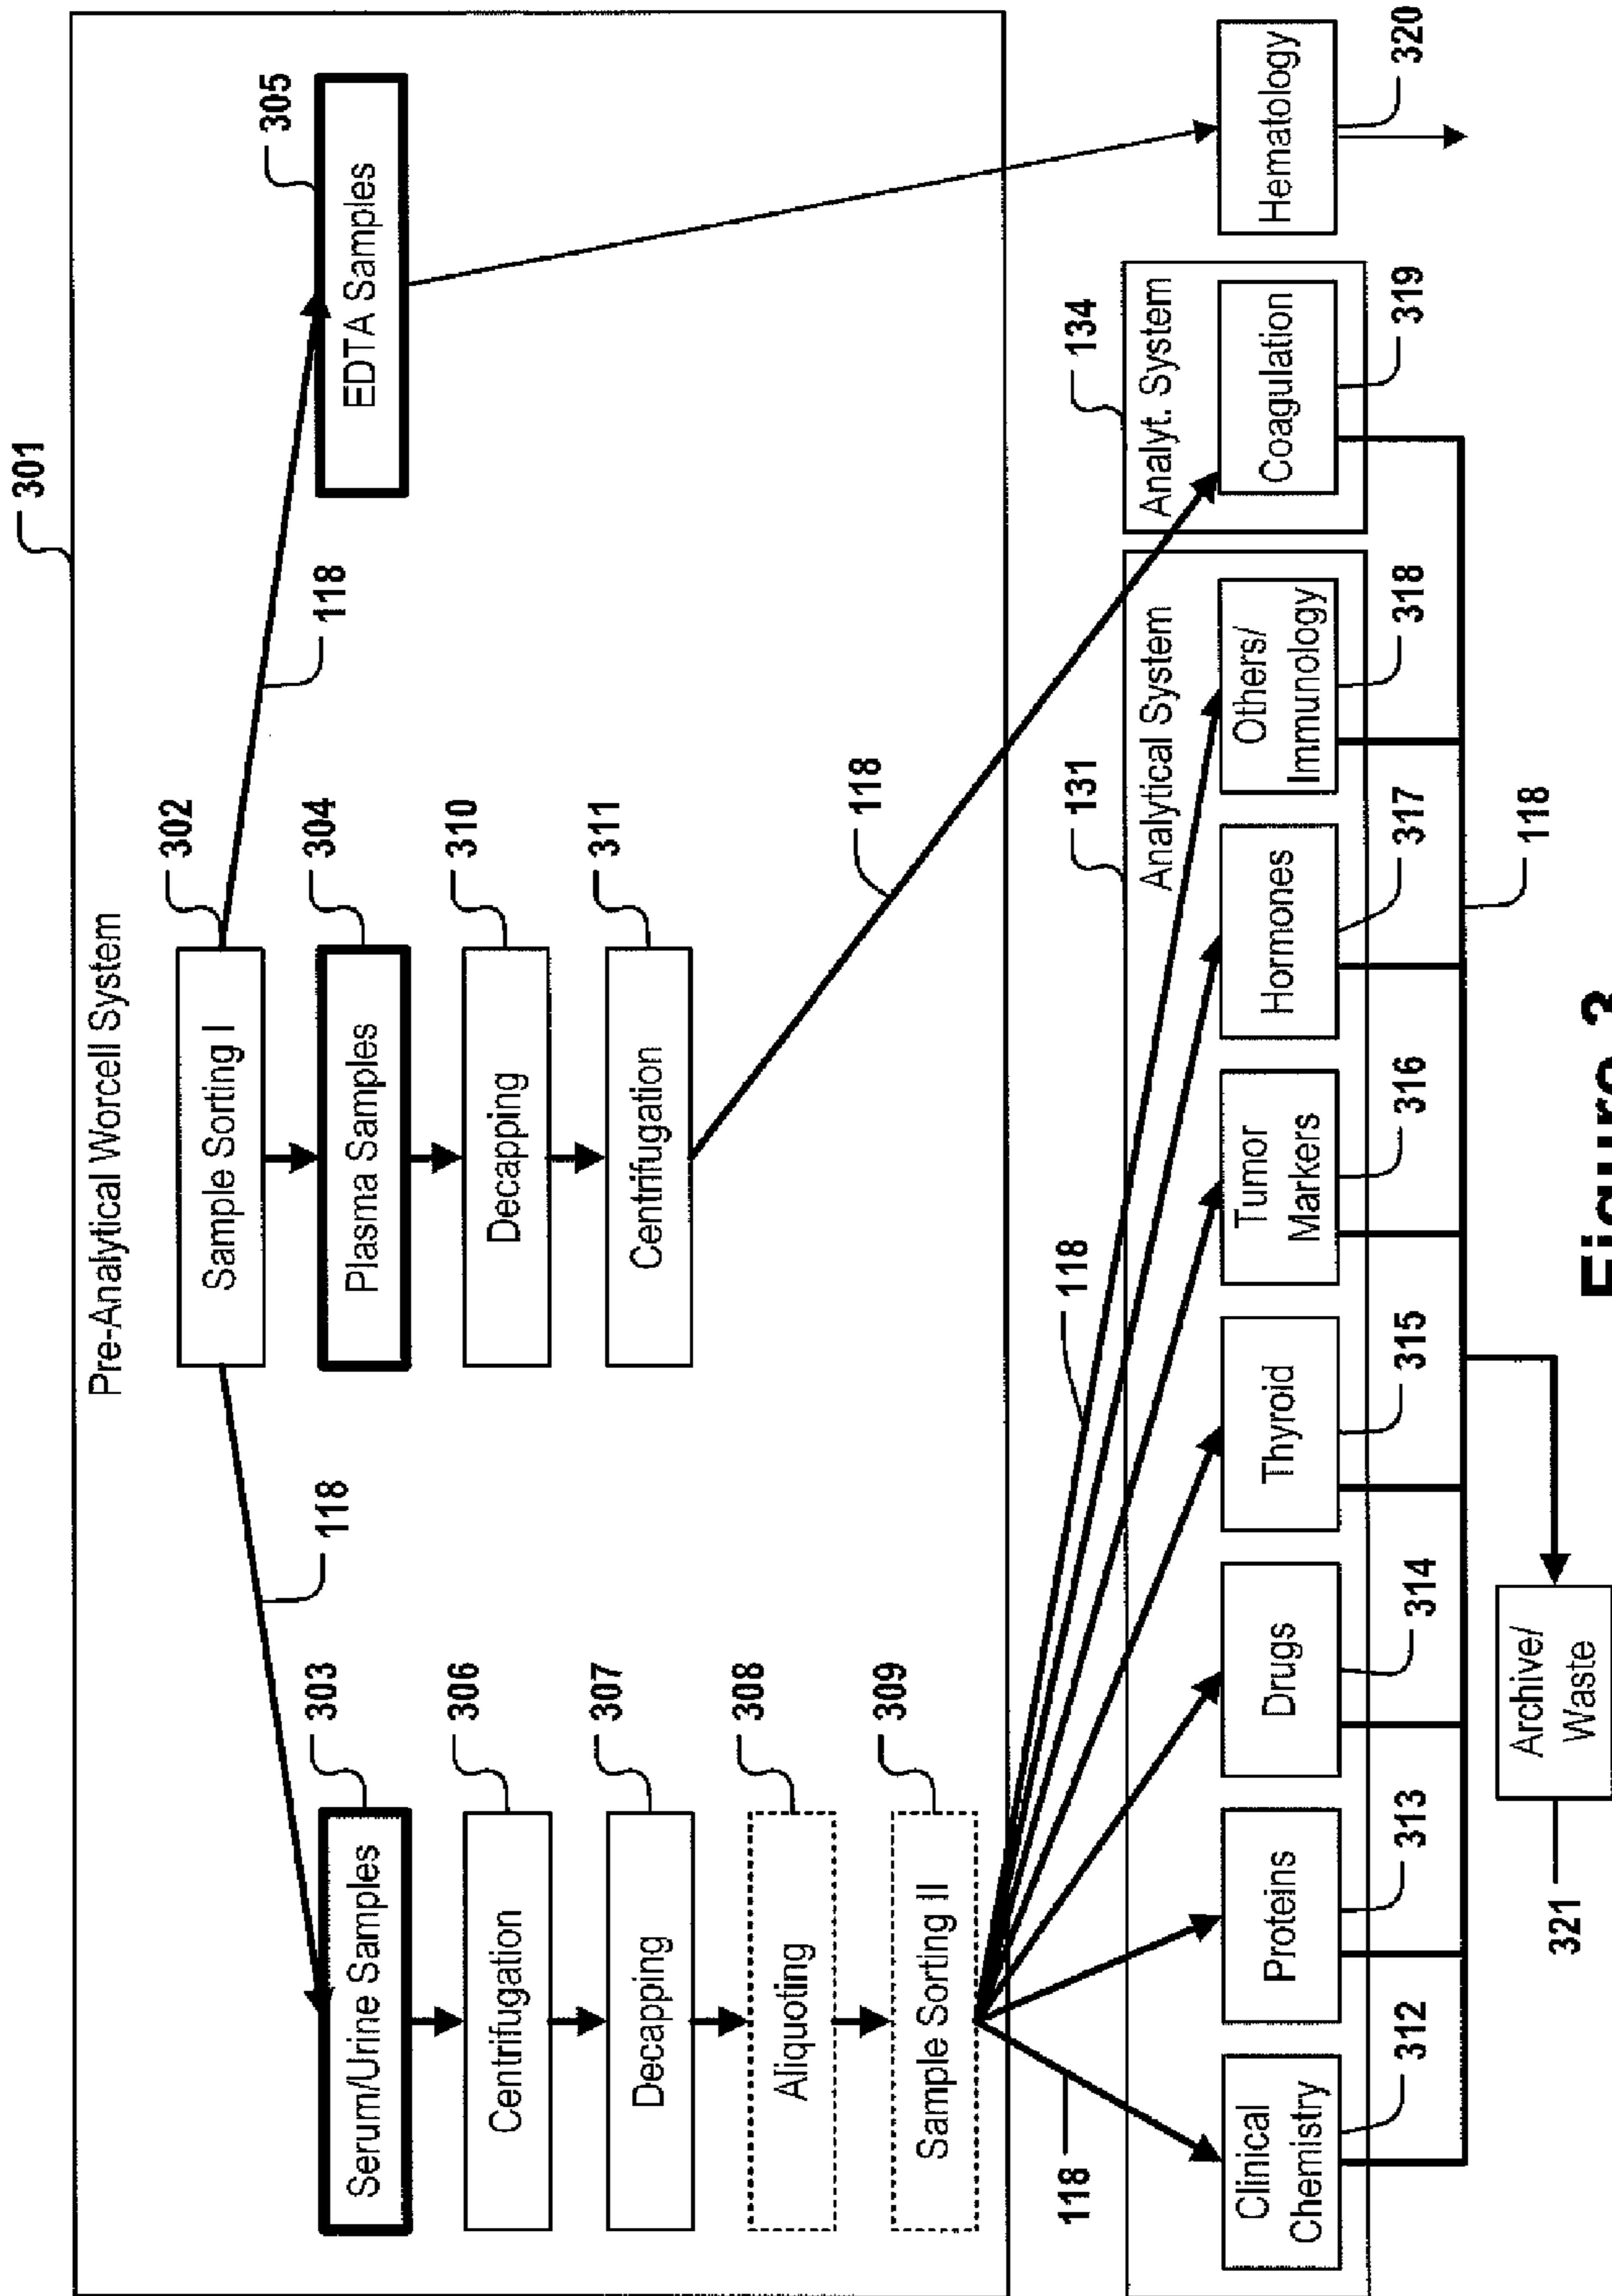 301
Pre-Analytical Worcell System
302
Sample Sorting I
118
118
303
304
305
Serum/Urine Samples
Plasma Samples
EDTA Samples
306
310
Centrifugation
Decapping
307
311
Decapping
Centrifugation
308
Aliquoting
309
Sample Sorting II
118
118
118
131
134
Analytical System
Analyt. System
Clinical
Chemistry
Proteins
Drugs
Thyroid
Tumor
Markers
Hormones
Others/
Immunology
Coagulation
Hematology
312
313
314
315
316
317
318
319
320
118
321
Archive/
Waste
Figure 3